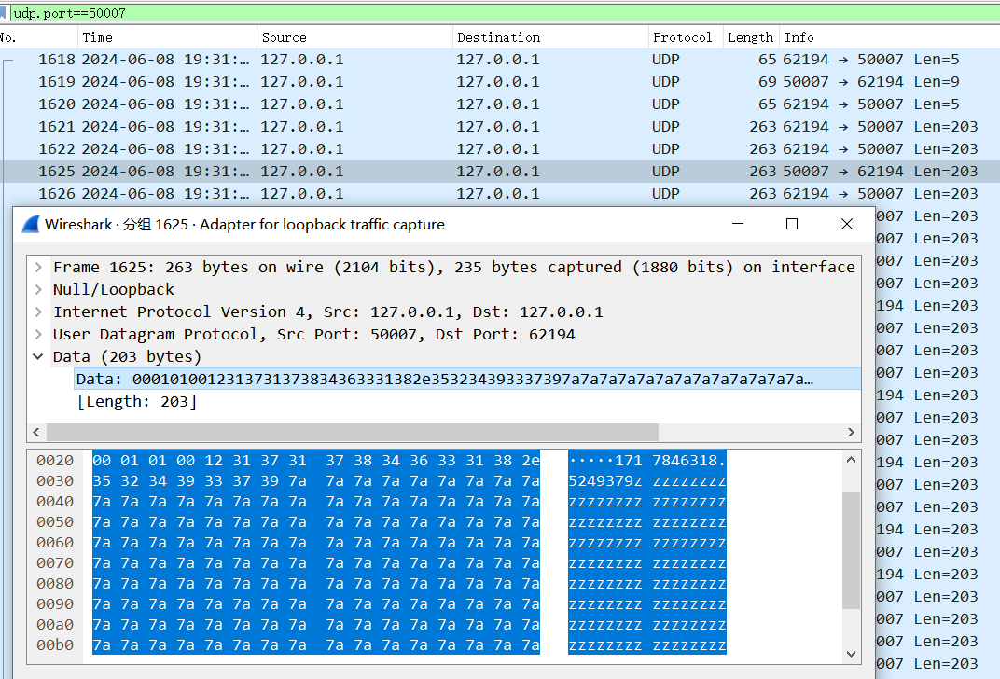 udp.port==50007
No. Time Source Destination Protocol Length Info
1618 2024-06-08 19:31:… 127.0.0.1 127.0.0.1 UDP 65 62194 → 50007 Len=5
1619 2024-06-08 19:31:… 127.0.0.1 127.0.0.1 UDP 69 50007 → 62194 Len=9
1620 2024-06-08 19:31:… 127.0.0.1 127.0.0.1 UDP 65 62194 → 50007 Len=5
1621 2024-06-08 19:31:… 127.0.0.1 127.0.0.1 UDP 263 62194 → 50007 Len=203
1622 2024-06-08 19:31:… 127.0.0.1 127.0.0.1 UDP 263 62194 → 50007 Len=203
1625 2024-06-08 19:31:… 127.0.0.1 127.0.0.1 UDP 263 50007 → 62194 Len=203
1626 2024-06-08 19:31:… 127.0.0.1 127.0.0.1 UDP 263 62194 → 50007 Len=203
007 Len=203
007 Len=203
007 Len=203
007 Len=203
194 Len=203
007 Len=203
007 Len=203
007 Len=203
194 Len=203
007 Len=203
007 Len=203
194 Len=203
007 Len=203
007 Len=203
194 Len=203
007 Len=203
194 Len=203
007 Len=203
007 Len=203
007 Len=203
007 Len=203
Wireshark · 分组 1625 · Adapter for loopback traffic capture
Frame 1625: 263 bytes on wire (2104 bits), 235 bytes captured (1880 bits) on interface
Null/Loopback
Internet Protocol Version 4, Src: 127.0.0.1, Dst: 127.0.0.1
User Datagram Protocol, Src Port: 50007, Dst Port: 62194
Data (203 bytes)
Data: 0001010012313731373834363331382e353234393337397a7a7a7a7a7a7a7a7a7a7a7a7a…
[Length: 203]
0020 00 01 01 00 12 31 37 31 37 38 34 36 33 31 38 2e ·····171 7846318.
0030 35 32 34 39 33 37 39 7a 7a 7a 7a 7a 7a 7a 7a 7a 5249379z zzzzzzzz
0040 7a 7a 7a 7a 7a 7a 7a 7a 7a 7a 7a 7a 7a 7a 7a 7a zzzzzzzz zzzzzzzz
0050 7a 7a 7a 7a 7a 7a 7a 7a 7a 7a 7a 7a 7a 7a 7a 7a zzzzzzzz zzzzzzzz
0060 7a 7a 7a 7a 7a 7a 7a 7a 7a 7a 7a 7a 7a 7a 7a 7a zzzzzzzz zzzzzzzz
0070 7a 7a 7a 7a 7a 7a 7a 7a 7a 7a 7a 7a 7a 7a 7a 7a zzzzzzzz zzzzzzzz
0080 7a 7a 7a 7a 7a 7a 7a 7a 7a 7a 7a 7a 7a 7a 7a 7a zzzzzzzz zzzzzzzz
0090 7a 7a 7a 7a 7a 7a 7a 7a 7a 7a 7a 7a 7a 7a 7a 7a zzzzzzzz zzzzzzzz
00a0 7a 7a 7a 7a 7a 7a 7a 7a 7a 7a 7a 7a 7a 7a 7a 7a zzzzzzzz zzzzzzzz
00b0 7a 7a 7a 7a 7a 7a 7a 7a 7a 7a 7a 7a 7a 7a 7a 7a zzzzzzzz zzzzzzzz